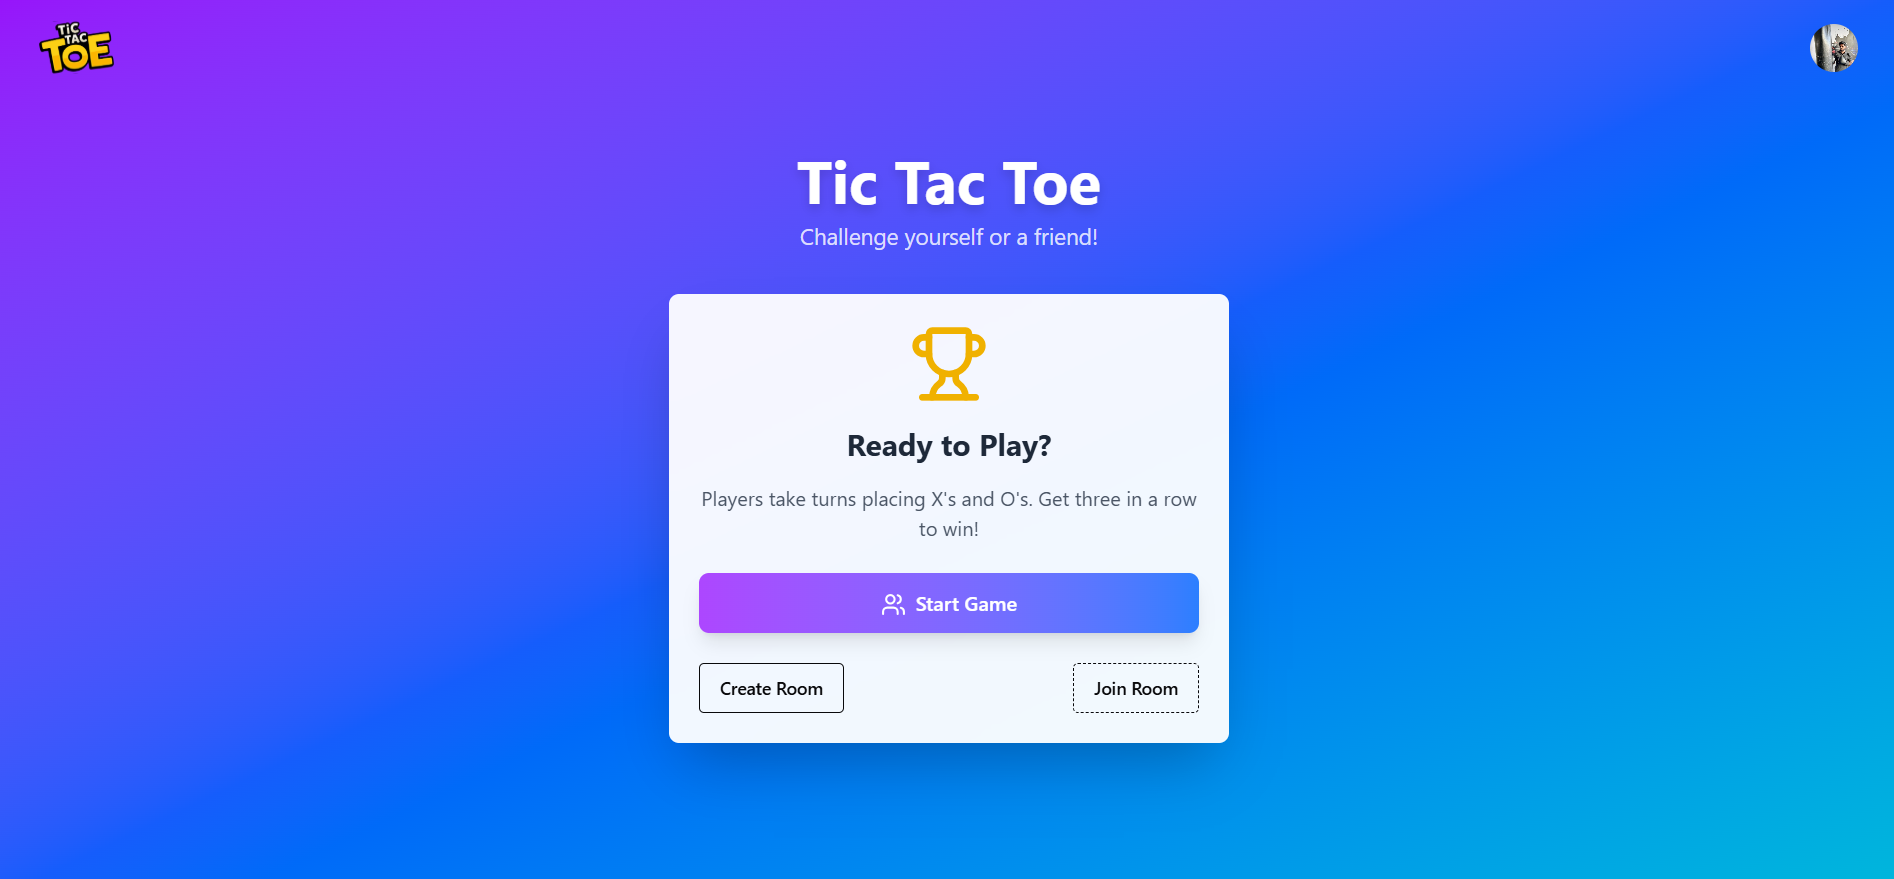 TiC
TAC
TOE
Tic Tac Toe
Challenge yourself or a friend!
Ready to Play?
Players take turns placing X's and O's. Get three in a row
to win!
Start Game
Create Room
Join Room